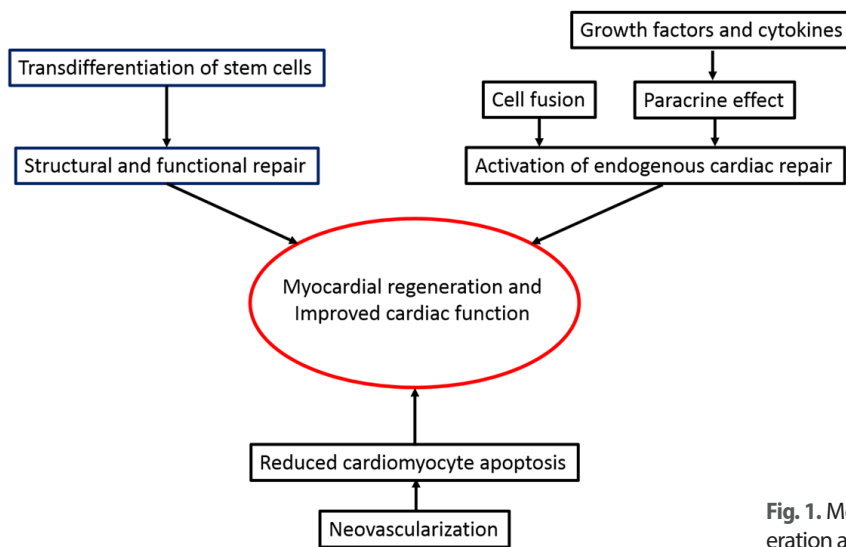 Growth factors and cytokines
Transdifferentiation of stem cells
Cell fusion
Paracrine effect
Structural and functional repair
Activation of endogenous cardiac repair
Myocardial regeneration and
Improved cardiac function
Reduced cardiomyocyte apoptosis
Neovascularization
Fig. 1.
eration a